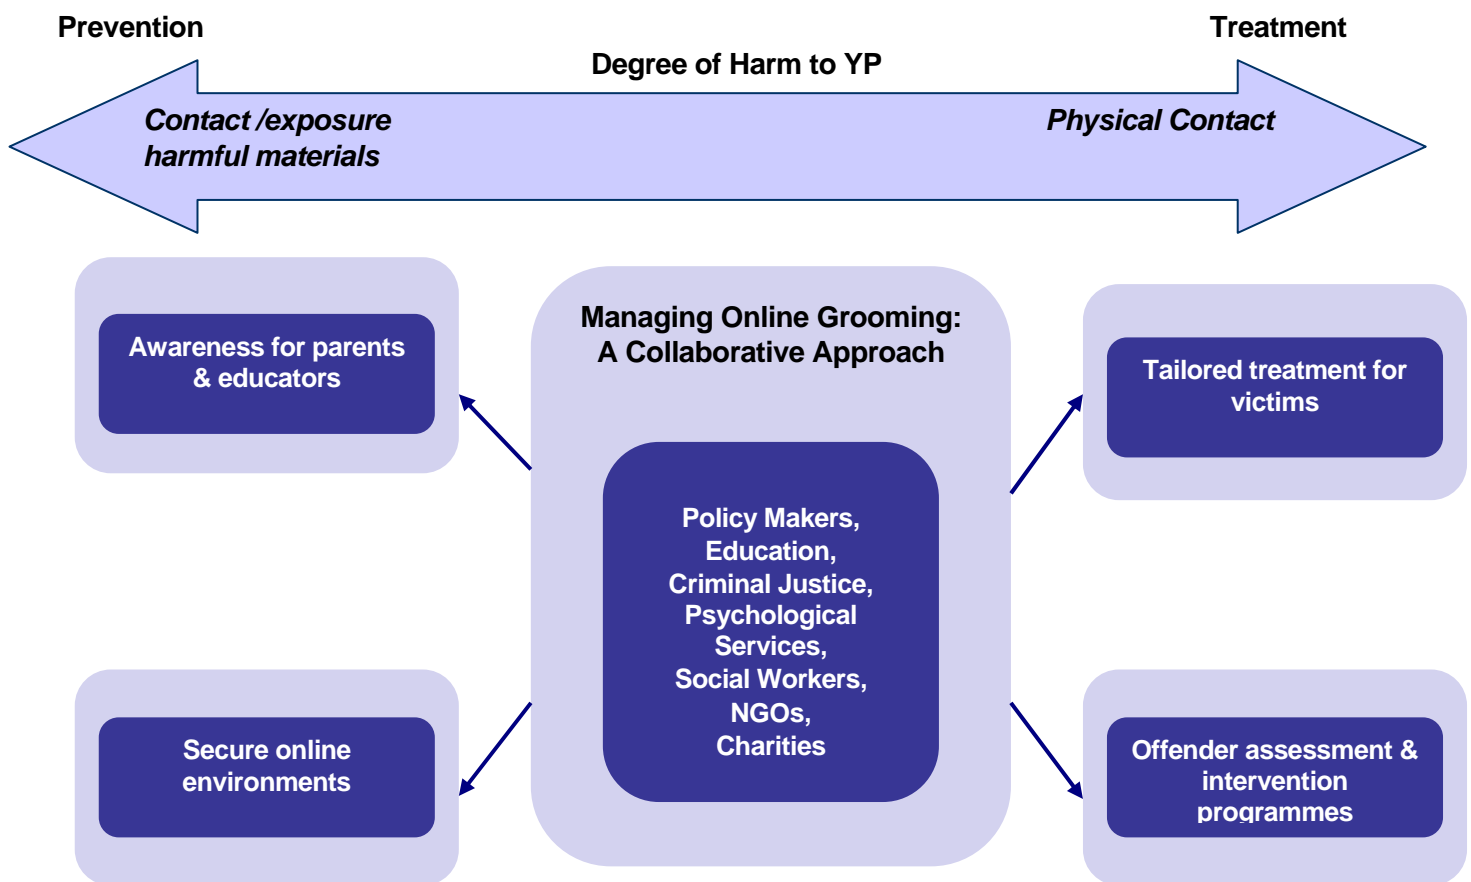 Prevention
Treatment
Degree of Harm to YP
Contact /exposure
harmful materials
Physical Contact
Managing Online Grooming:
A Collaborative Approach
Awareness for parents
& educators
Tailored treatment for
victims
Policy Makers,
Education,
Criminal Justice,
Psychological
Services,
Social Workers,
NGOs,
Charities
Secure online
environments
Offender assessment &
intervention
programmes